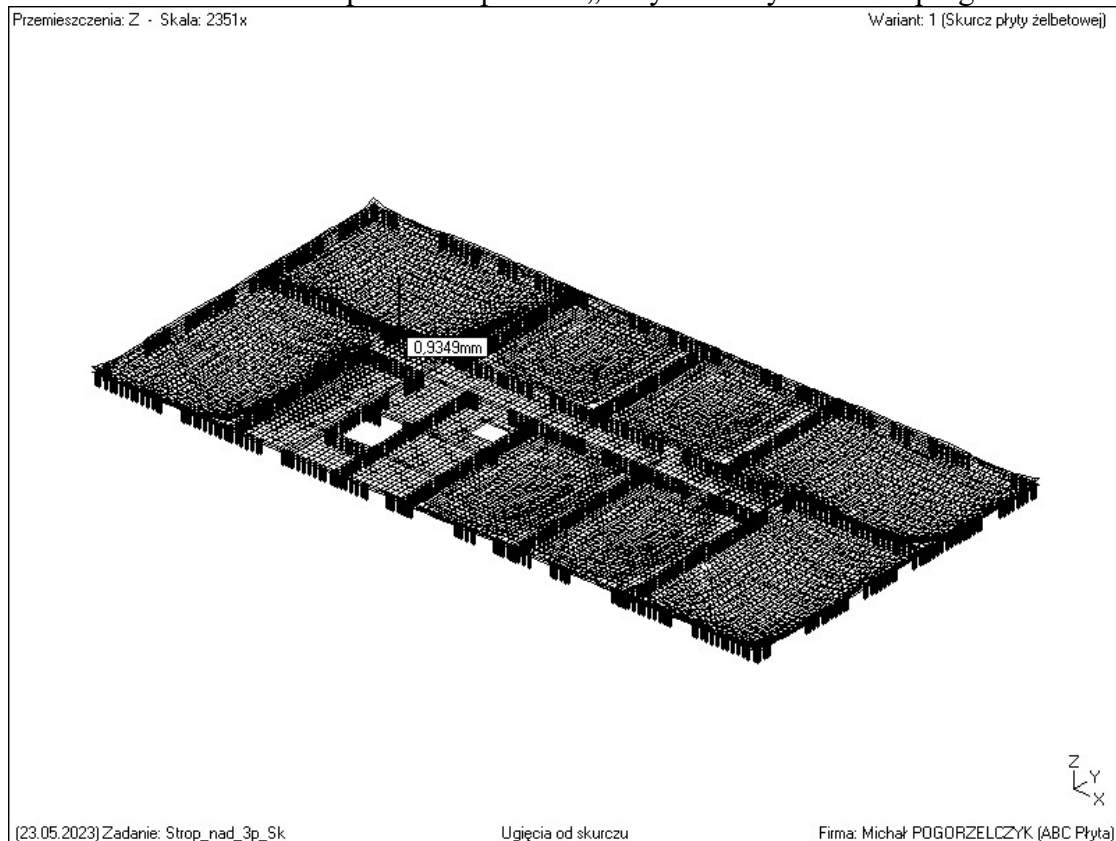 Przemieszczenia: Z - Skala: 2351x
Wariant: 1 (Skurcz płyty żelbetowej)
0,9349mm
Z
Y
X
(23.05.2023) Zadanie: Strop_nad_3p_Sk
Ugięcia od skurczu
Firma: Michał POGORZELCZYK (ABC Płyta)